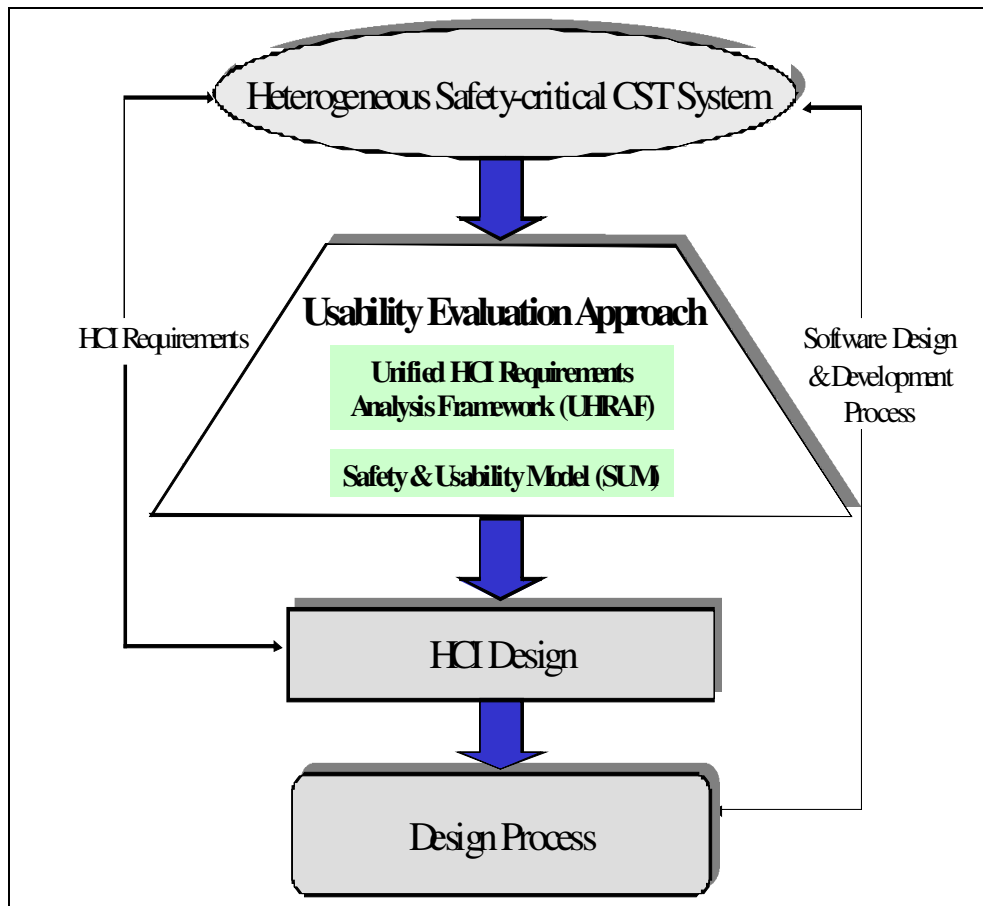 Heterogeneous Safety-critical CST System
Usability Evaluation Approach
HCI Requirements
Unified HCI Requirements
Analysis Framework (UHRAF)
Safety & Usability Model (SUM)
Software Design
& Development
Process
HCI Design
Design Process